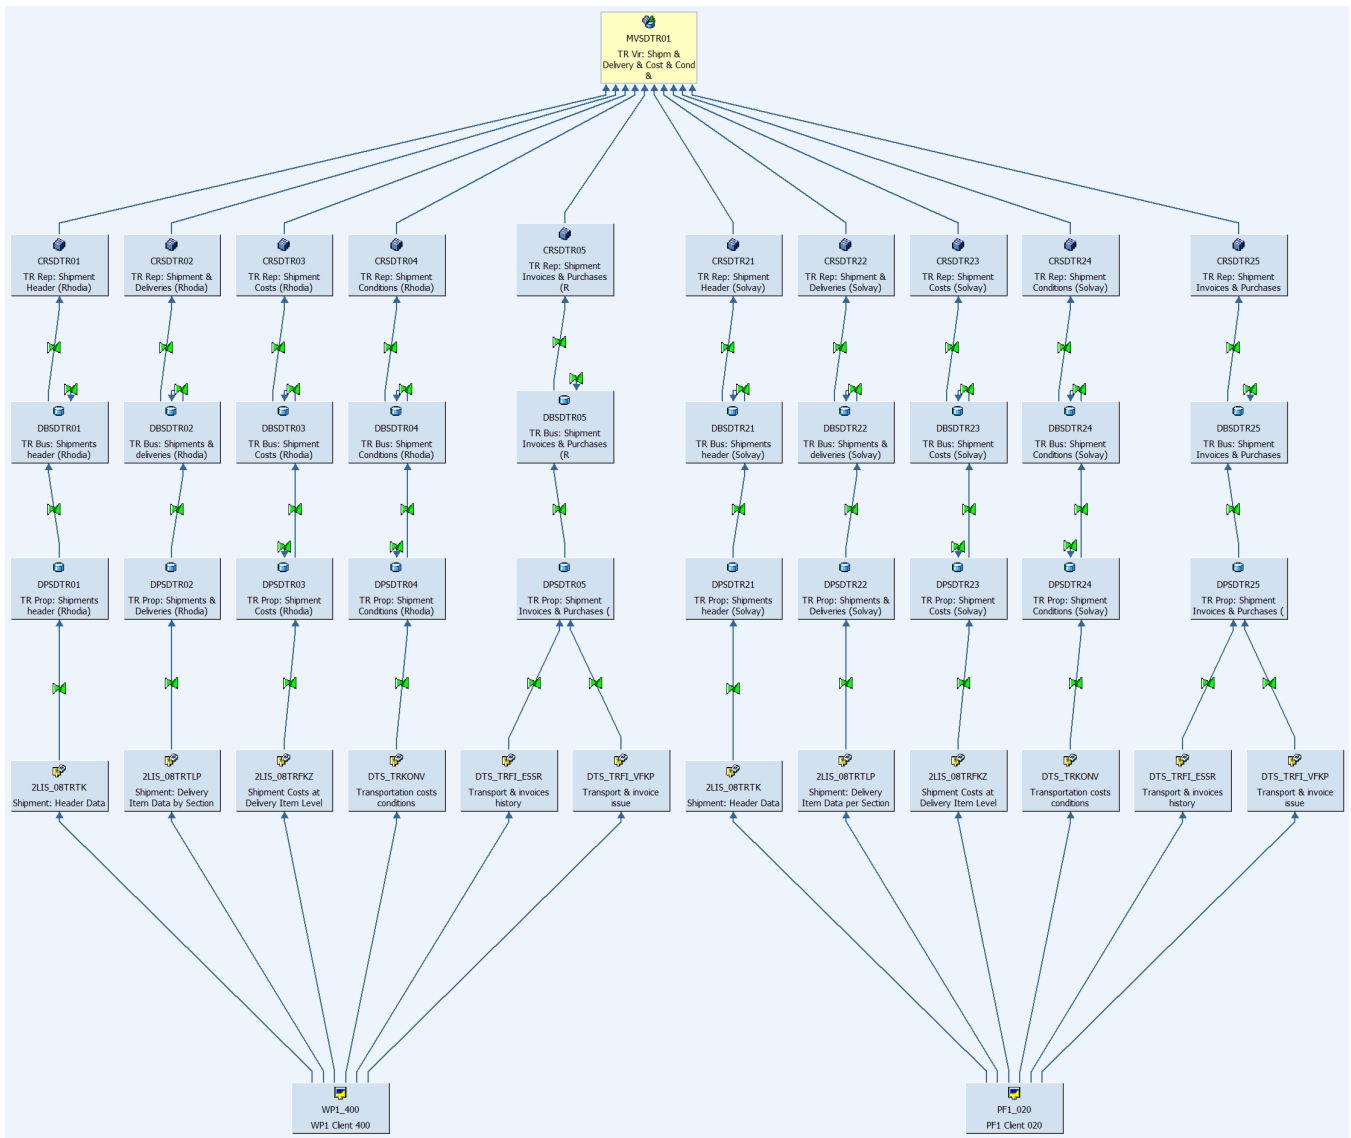 MVSDTR01
TR Vir: Shipm &
Delivery & Cost & Cond
&
CRSDTR01
TR Rep: Shipment
Header (Rhodia)
CRSDTR02
TR Rep: Shipment &
Deliveries (Rhodia)
CRSDTR03
TR Rep: Shipment
Costs (Rhodia)
CRSDTR04
TR Rep: Shipment
Conditions (Rhodia)
CRSDTR05
TR Rep: Shipment
Invoices & Purchases
(R
CRSDTR21
TR Rep: Shipment
Header (Solvay)
CRSDTR22
TR Rep: Shipment &
Deliveries (Solvay)
CRSDTR23
TR Rep: Shipment
Costs (Solvay)
CRSDTR24
TR Rep: Shipment
Conditions (Solvay)
CRSDTR25
TR Rep: Shipment
Invoices & Purchases
DBSDTR01
TR Bus: Shipments
header (Rhodia)
DBSDTR02
TR Bus: Shipments &
deliveries (Rhodia)
DBSDTR03
TR Bus: Shipment
Costs (Rhodia)
DBSDTR04
TR Bus: Shipment
Conditions (Rhodia)
DBSDTR05
TR Bus: Shipment
Invoices & Purchases
(R
DBSDTR21
TR Bus: Shipments
header (Solvay)
DBSDTR22
TR Bus: Shipments &
deliveries (Solvay)
DBSDTR23
TR Bus: Shipment
Costs (Solvay)
DBSDTR24
TR Bus: Shipment
Conditions (Solvay)
DBSDTR25
TR Bus: Shipment
Invoices & Purchases
DPSDTR01
TR Prop: Shipments
header (Rhodia)
DPSDTR02
TR Prop: Shipments &
Deliveries (Rhodia)
DPSDTR03
TR Prop: Shipment
Costs (Rhodia)
DPSDTR04
TR Prop: Shipment
Conditions (Rhodia)
DPSDTR05
TR Prop: Shipment
Invoices & Purchases (
DPSDTR21
TR Prop: Shipments
header (Solvay)
DPSDTR22
TR Prop: Shipments &
Deliveries (Solvay)
DPSDTR23
TR Prop: Shipment
Costs (Solvay)
DPSDTR24
TR Prop: Shipment
Conditions (Solvay)
DPSDTR25
TR Prop: Shipment
Invoices & Purchases (
2LIS_08TRTK
Shipment: Header Data
2LIS_08TRTLP
Shipment: Delivery
Item Data by Section
2LIS_08TRFKZ
Shipment Costs at
Delivery Item Level
DTS_TRKONV
Transportation costs
conditions
DTS_TRFI_ESSR
Transport & invoices
history
DTS_TRFI_VFKP
Transport & invoice
issue
2LIS_08TRTK
Shipment: Header Data
2LIS_08TRTLP
Shipment: Delivery
Item Data per Section
2LIS_08TRFKZ
Shipment Costs at
Delivery Item Level
DTS_TRKONV
Transportation costs
conditions
DTS_TRFI_ESSR
Transport & invoices
history
DTS_TRFI_VFKP
Transport & invoice
issue
WP1_400
WP1 Client 400
PF1_020
PF1 Client 020